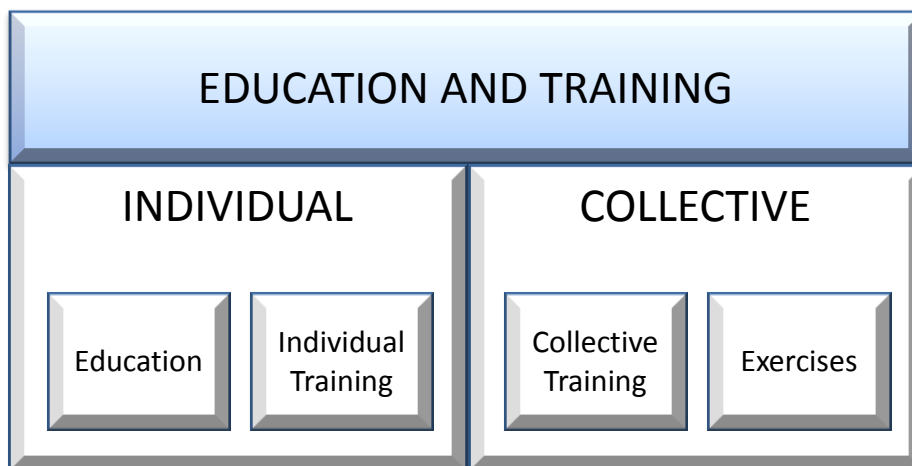 EDUCATION AND TRAINING
INDIVIDUAL
COLLECTIVE
Education
Individual
Training
Collective
Training
Exercises